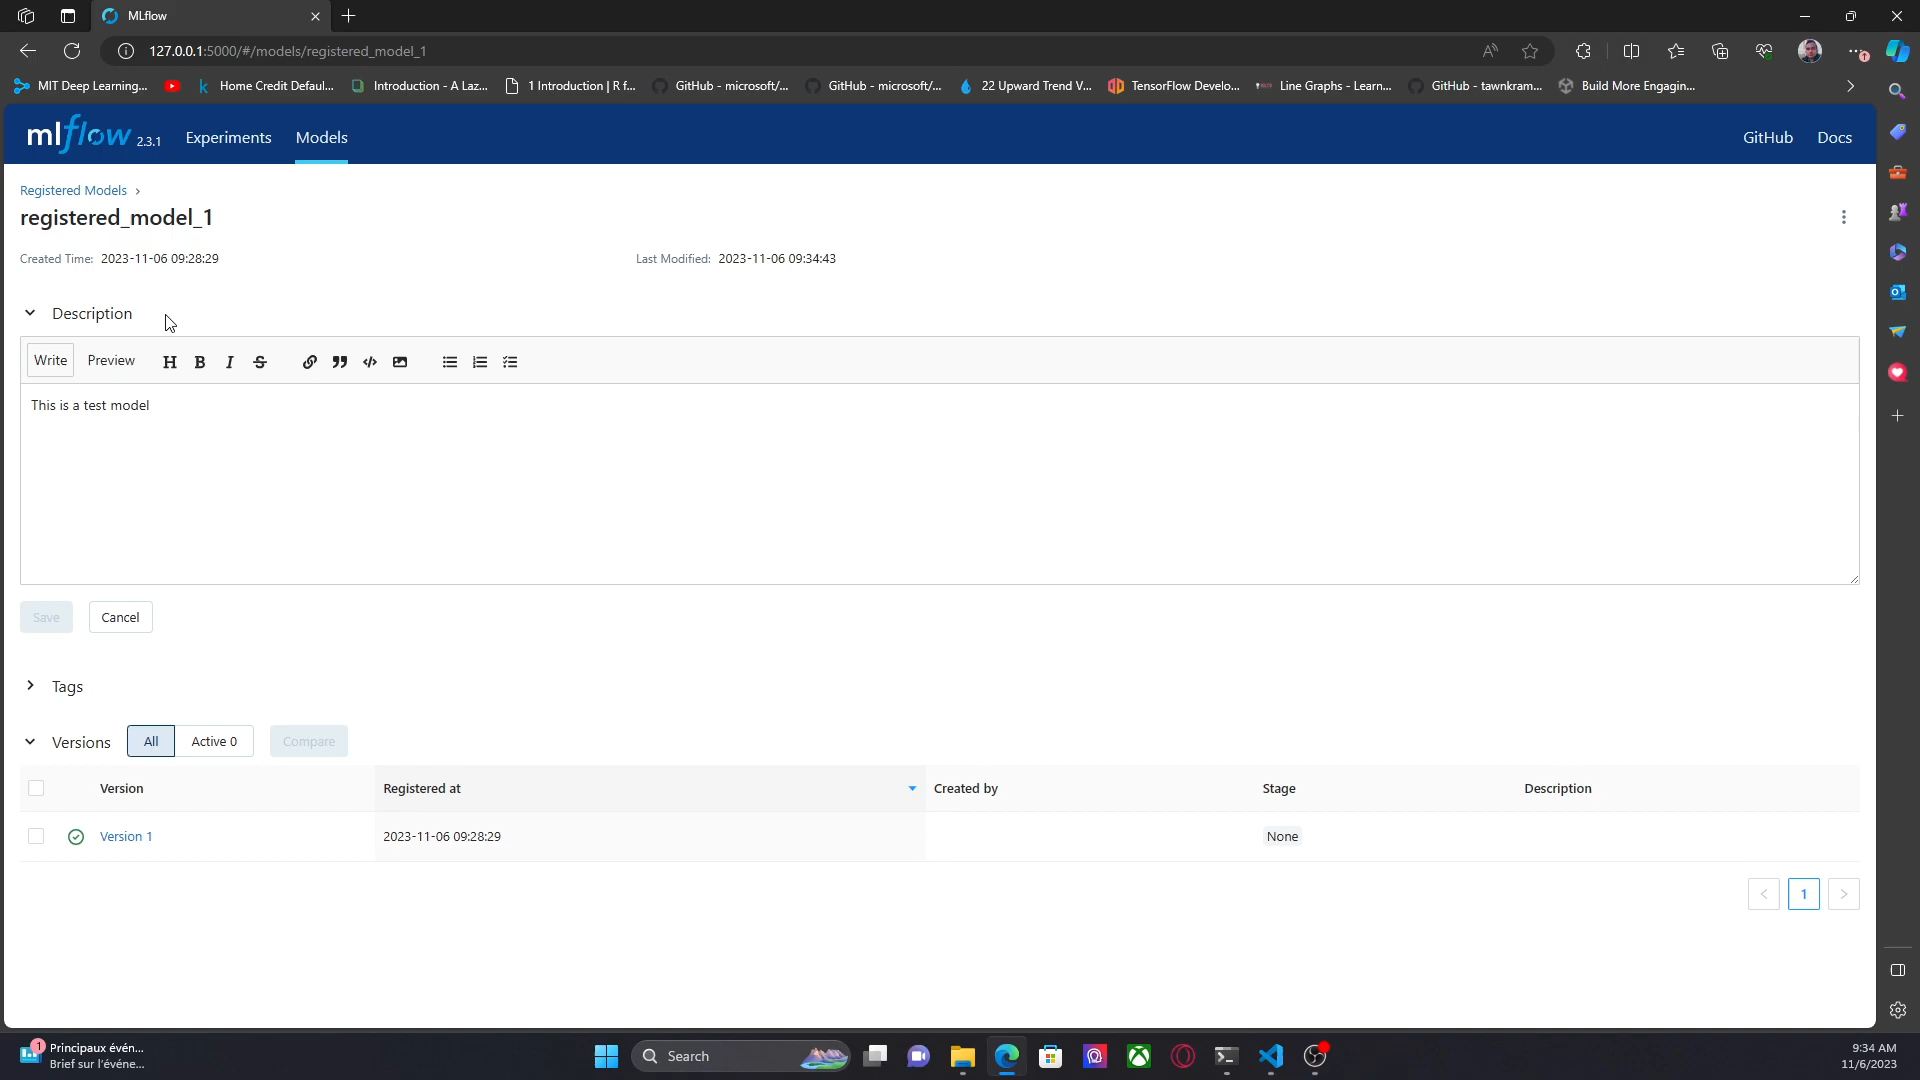 MLflow
127.0.0.1:5000/#/models/registered_model_1
MIT Deep Learning...
Home Credit Defaul...
Introduction - A Laz...
1 Introduction | R f...
GitHub - microsoft/...
GitHub - microsoft/...
22 Upward Trend V...
TensorFlow Develo...
Line Graphs - Learn...
GitHub - tawnkram...
Build More Engagin...
mlflow 2.3.1 Experiments Models GitHub Docs
Registered Models >
registered_model_1
Created Time: 2023-11-06 09:28:29 Last Modified: 2023-11-06 09:34:43
Description
Write Preview H B I S
This is a test model
Save Cancel
Tags
Versions All Active 0 Compare
Version Registered at Created by Stage Description
Version 1 2023-11-06 09:28:29 None
< 1 >
1 Principaux évén...
Brief sur l'événe...
Search
9:34 AM
11/6/2023